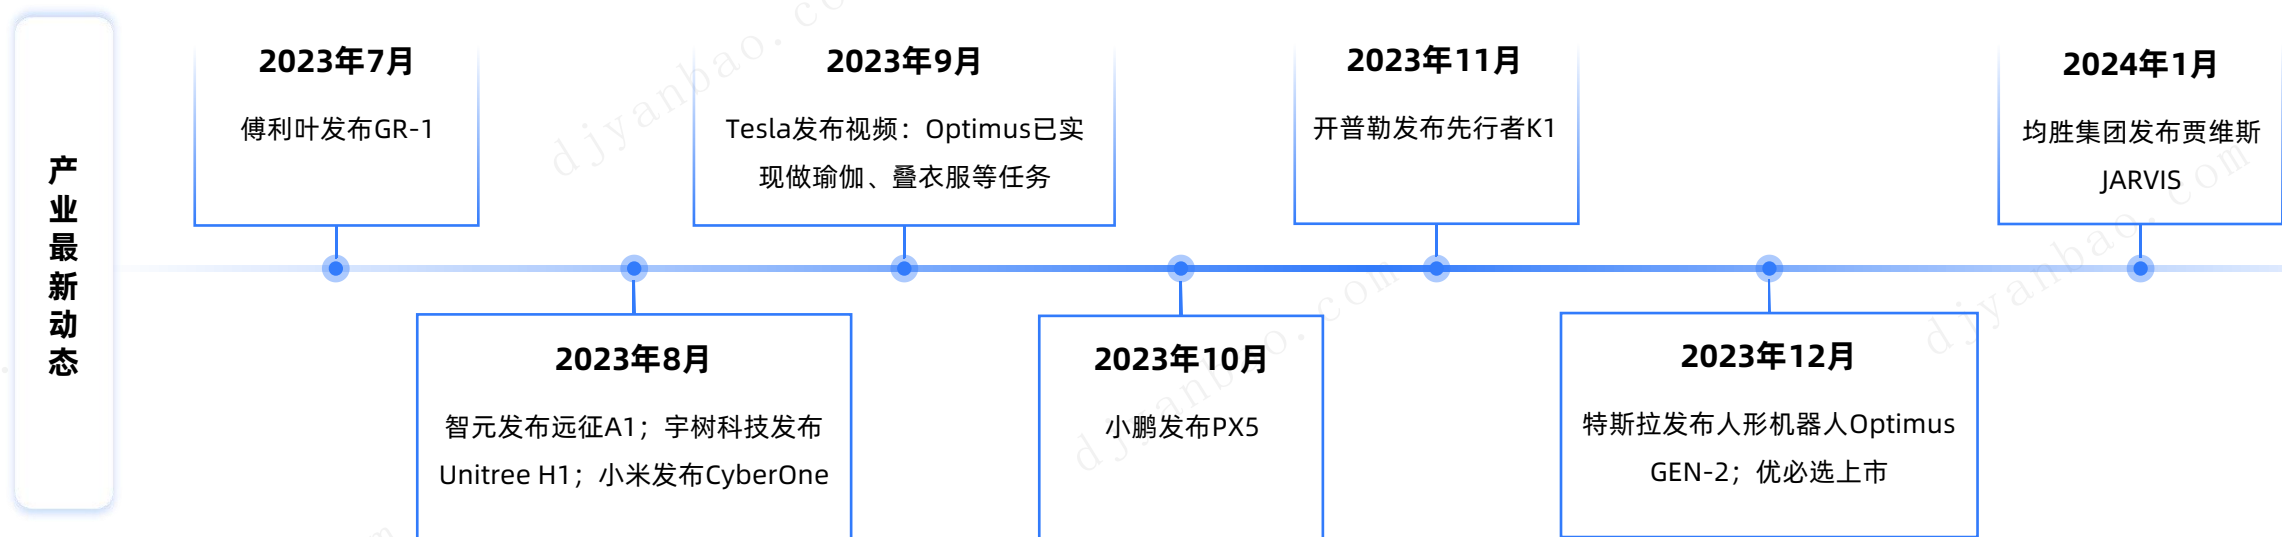 产业最新动态
2023年7月
傅利叶发布GR-1
2023年8月
智元发布远征A1；宇树科技发布
Unitree H1；小米发布CyberOne
2023年9月
Tesla发布视频：Optimus已实
现做瑜伽、叠衣服等任务
2023年10月
小鹏发布PX5
2023年11月
开普勒发布先行者K1
2023年12月
特斯拉发布人形机器人Optimus
GEN-2；优必选上市
2024年1月
均胜集团发布贾维斯
JARVIS
djyanbao.com
djyanbao.com
djyanbao.com